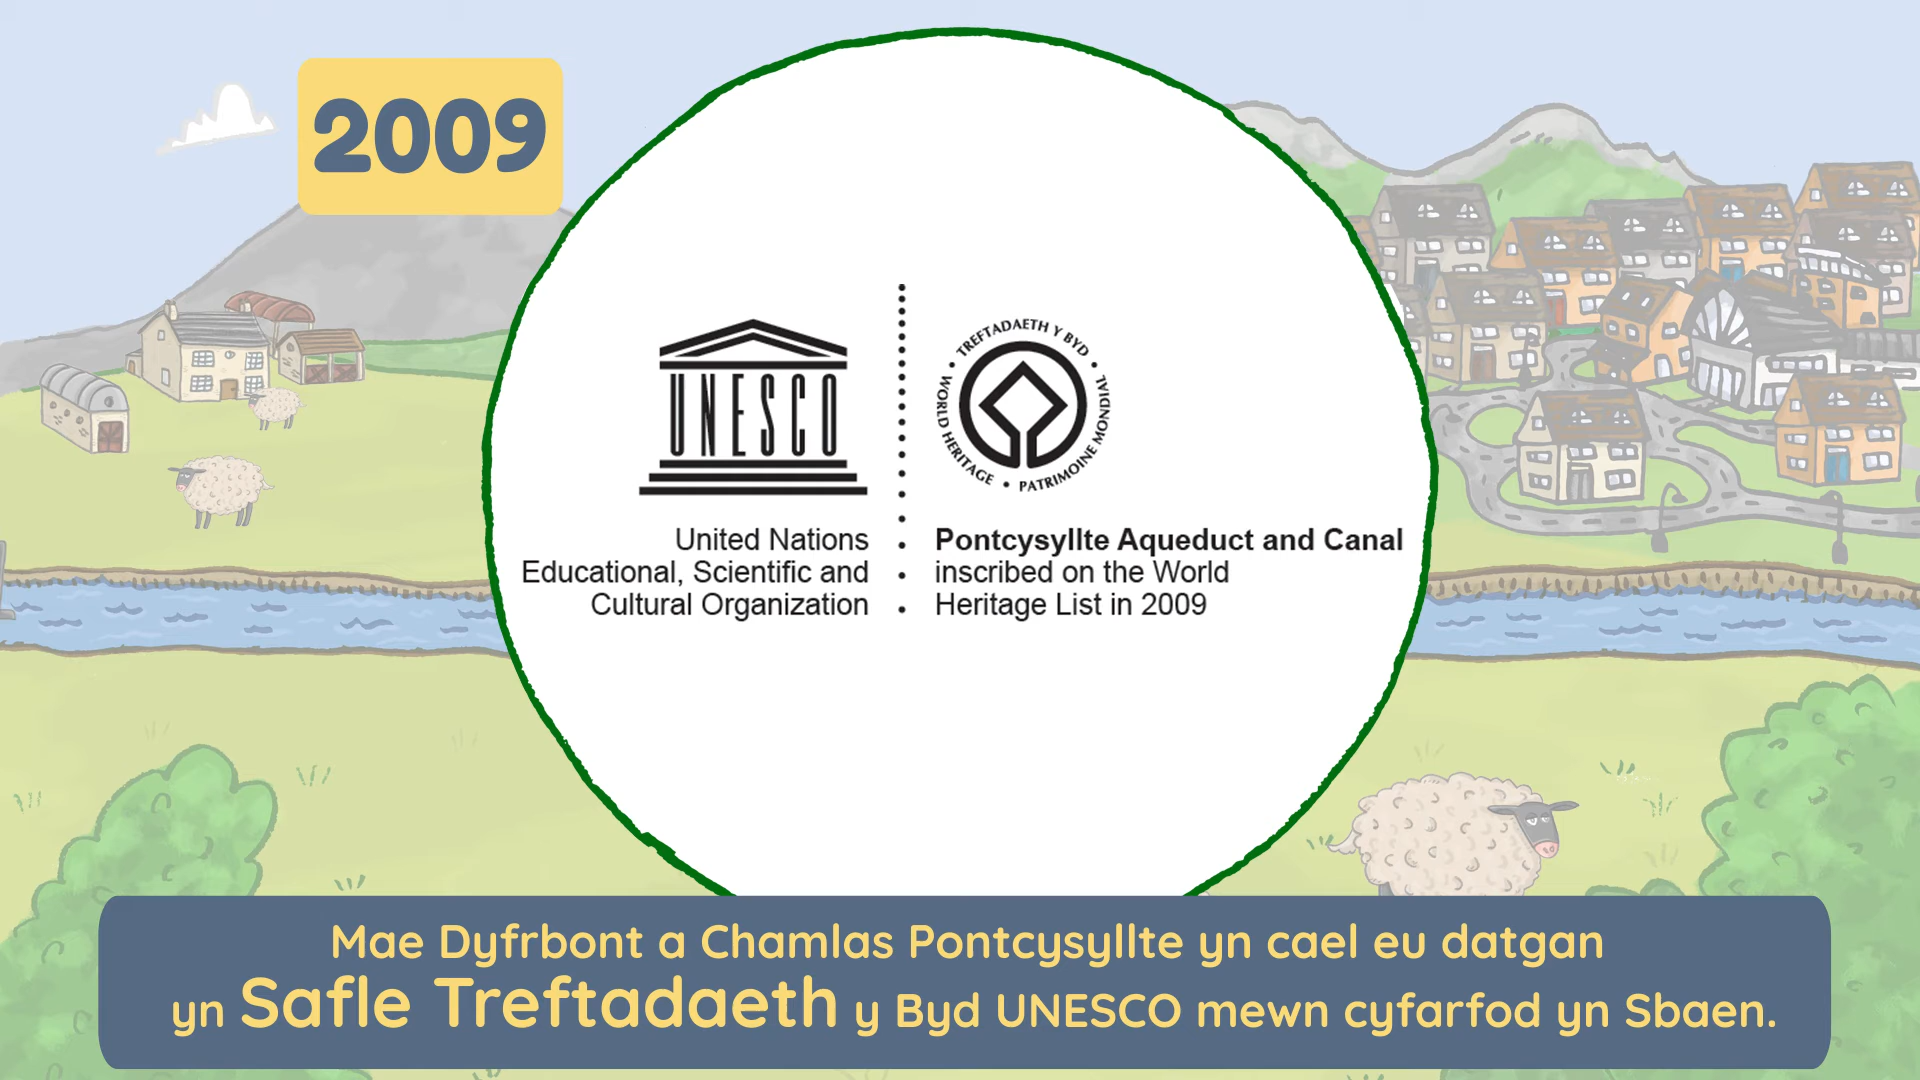 2009
UNESCO
United Nations
Educational, Scientific and
Cultural Organization
TREFTADAETH Y BYD • PATRIMOINE MONDIAL • WORLD HERITAGE •
Pontcysyllte Aqueduct and Canal
inscribed on the World
Heritage List in 2009
Mae Dyfrbont a Chamlas Pontcysyllte yn cael eu datgan
yn Safle Treftadaeth y Byd UNESCO mewn cyfarfod yn Sbaen.